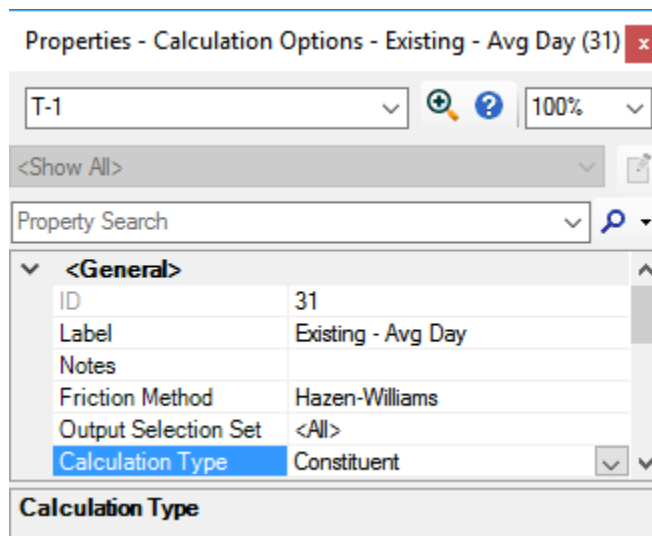 Properties - Calculation Options - Existing - Avg Day (31) x
T-1 100%
<Show All>
Property Search
<General>
ID 31
Label Existing - Avg Day
Notes
Friction Method Hazen-Williams
Output Selection Set <All>
Calculation Type Constituent
Calculation Type